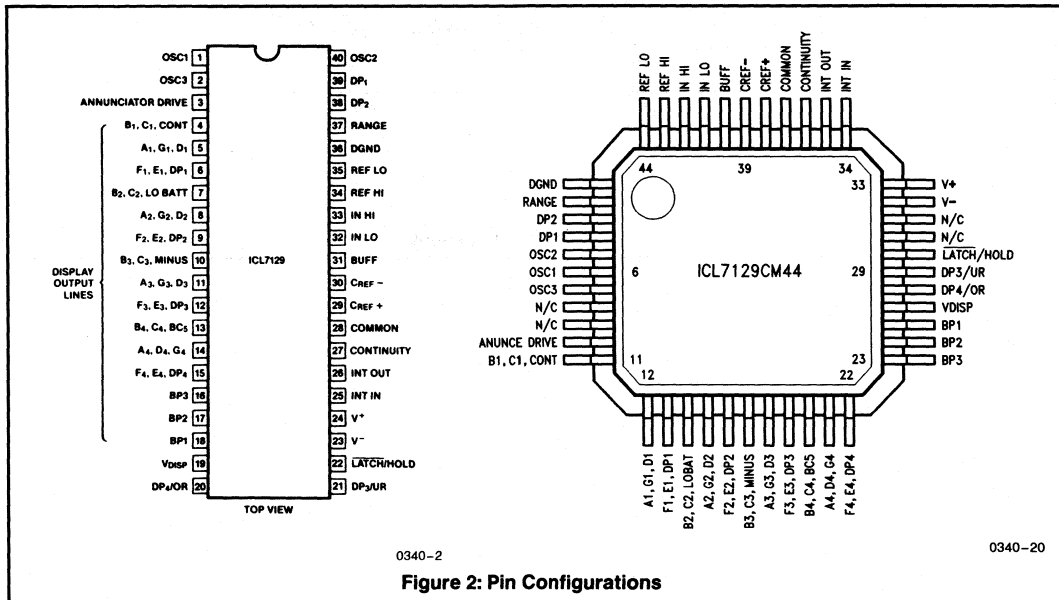 OSC1 1
OSC3 2
ANNUNCIATOR DRIVE 3
B1, C1, CONT 4
A1, G1, D1 5
F1, E1, DP1 6
B2, C2, LO BATT 7
A2, G2, D2 8
F2, E2, DP2 9
B3, C3, MINUS 10
A3, G3, D3 11
F3, E3, DP3 12
B4, C4, BC5 13
A4, D4, G4 14
F4, E4, DP4 15
BP3 16
BP2 17
BP1 18
VDISP 19
DP4/OR 20
DISPLAY
OUTPUT
LINES
ICL7129
40 OSC2
39 DP1
38 DP2
37 RANGE
36 DGND
35 REF LO
34 REF HI
33 IN HI
32 IN LO
31 BUFF
30 CREF -
29 CREF +
28 COMMON
27 CONTINUITY
26 INT OUT
25 INT IN
24 V+
23 V-
22 LATCH/HOLD
21 DP3/UR
TOP VIEW
0340-2
REF LO
REF HI
IN HI
IN LO
BUFF
CREF-
CREF+
COMMON
CONTINUITY
INT OUT
INT IN
44 39 34
33
DGND
RANGE
DP2
DP1
OSC2
OSC1
OSC3
N/C
N/C
ANUNCE DRIVE
B1, C1, CONT
6 ICL7129CM44 29
11 23
12 22
V+
V-
N/C
N/C
LATCH/HOLD
DP3/UR
DP4/OR
VDISP
BP1
BP2
BP3
A1, G1, D1
F1, E1, DP1
B2, C2, LOBAT
A2, G2, D2
F2, E2, DP2
B3, C3, MINUS
A3, G3, D3
F3, E3, DP3
B4, C4, BC5
A4, D4, G4
F4, E4, DP4
0340-20
Figure 2: Pin Configurations